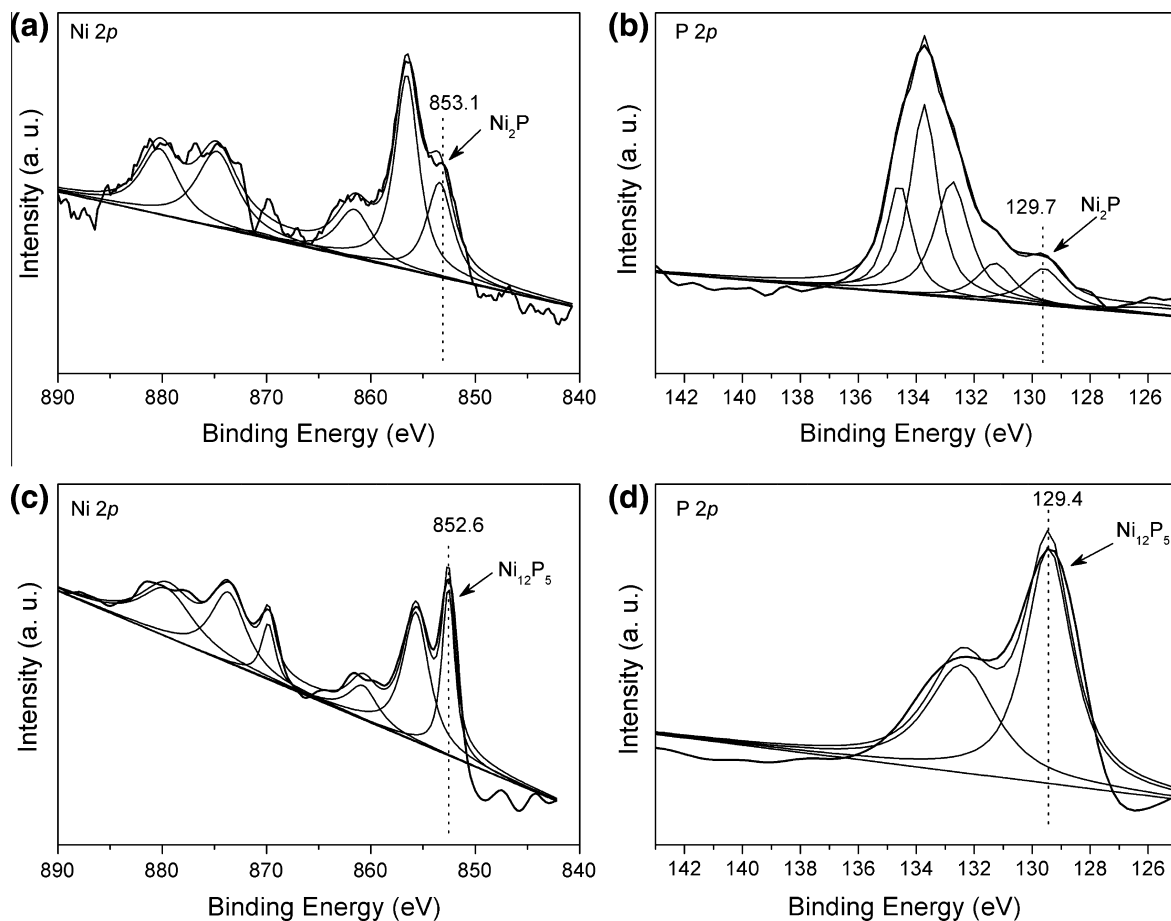 (a)
Ni 2p
853.1
Ni₂P
Intensity (a. u.)
890 880 870 860 850 840
Binding Energy (eV)
(b)
P 2p
129.7
Ni₂P
Intensity (a. u.)
142 140 138 136 134 132 130 128 126
Binding Energy (eV)
(c)
Ni 2p
852.6
Ni₁₂P₅
Intensity (a. u.)
890 880 870 860 850 840
Binding Energy (eV)
(d)
P 2p
129.4
Ni₁₂P₅
Intensity (a. u.)
142 140 138 136 134 132 130 128 126
Binding Energy (eV)